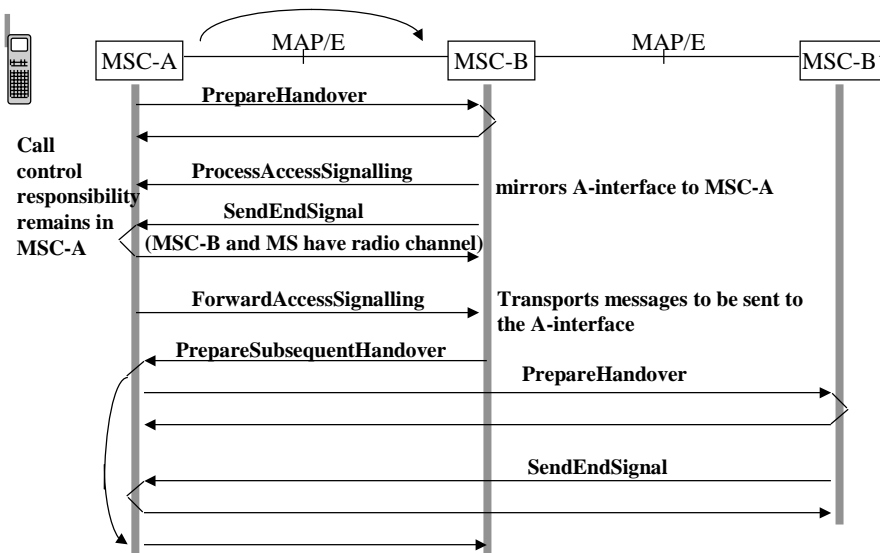 MAP/E
MAP/E
MSC-A
MSC-B
MSC-B'
PrepareHandover
Call
control
responsibility
remains in
MSC-A
ProcessAccessSignalling
mirrors A-interface to MSC-A
SendEndSignal
(MSC-B and MS have radio channel)
ForwardAccessSignalling
Transports messages to be sent to
the A-interface
PrepareSubsequentHandover
PrepareHandover
SendEndSignal